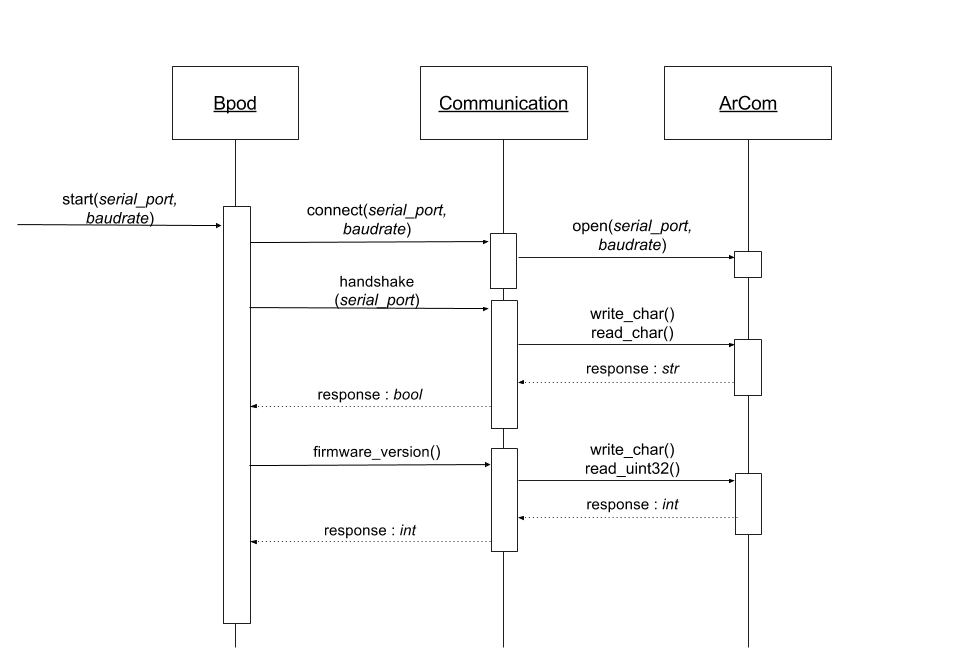 Bpod
Communication
ArCom
start(serial_port,
baudrate)
connect(serial_port,
baudrate)
open(serial_port,
baudrate)
handshake
(serial_port)
write_char()
read_char()
response : str
response : bool
firmware_version()
write_char()
read_uint32()
response : int
response : int